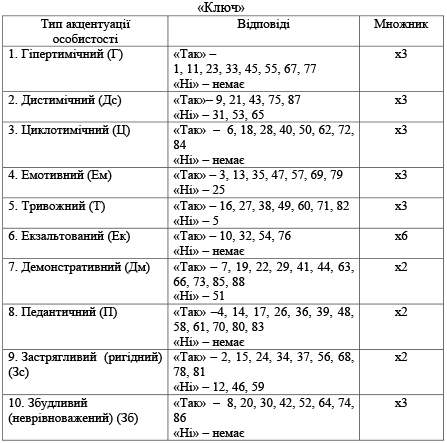 «Ключ»
Тип акцентуації особистості
Відповіді
Множник
1. Гіпертимічний (Г)
«Так» –
1, 11, 23, 33, 45, 55, 67, 77
«Ні» – немає
х3
2. Дистимічний (Дс)
«Так»– 9, 21, 43, 75, 87
«Ні» – 31, 53, 65
х3
3. Циклотимічний (Ц)
«Так» – 6, 18, 28, 40, 50, 62, 72,
84
«Ні» – немає
х3
4. Емотивний (Ем)
«Так» – 3, 13, 35, 47, 57, 69, 79
«Ні» – 25
х3
5. Тривожний (Т)
«Так» – 16, 27, 38, 49, 60, 71, 82
«Ні» – 5
х3
6. Екзальтований (Ек)
«Так» – 10, 32, 54, 76
«Ні» – немає
х6
7. Демонстративний (Дм)
«Так» – 7, 19, 22, 29, 41, 44, 63,
66, 73, 85, 88
«Ні» – 51
х2
8. Педантичний (П)
«Так» –4, 14, 17, 26, 36, 39, 48,
58, 61, 70, 80, 83
«Ні» – немає
х2
9. Застрягливий (ригідний)
(Зс)
«Так» – 2, 15, 24, 34, 37, 56, 68,
78, 81
«Ні» – 12, 46, 59
х2
10. Збудливий
(неврівноважений) (Зб)
«Так» – 8, 20, 30, 42, 52, 64, 74,
86
«Ні» – немає
х3